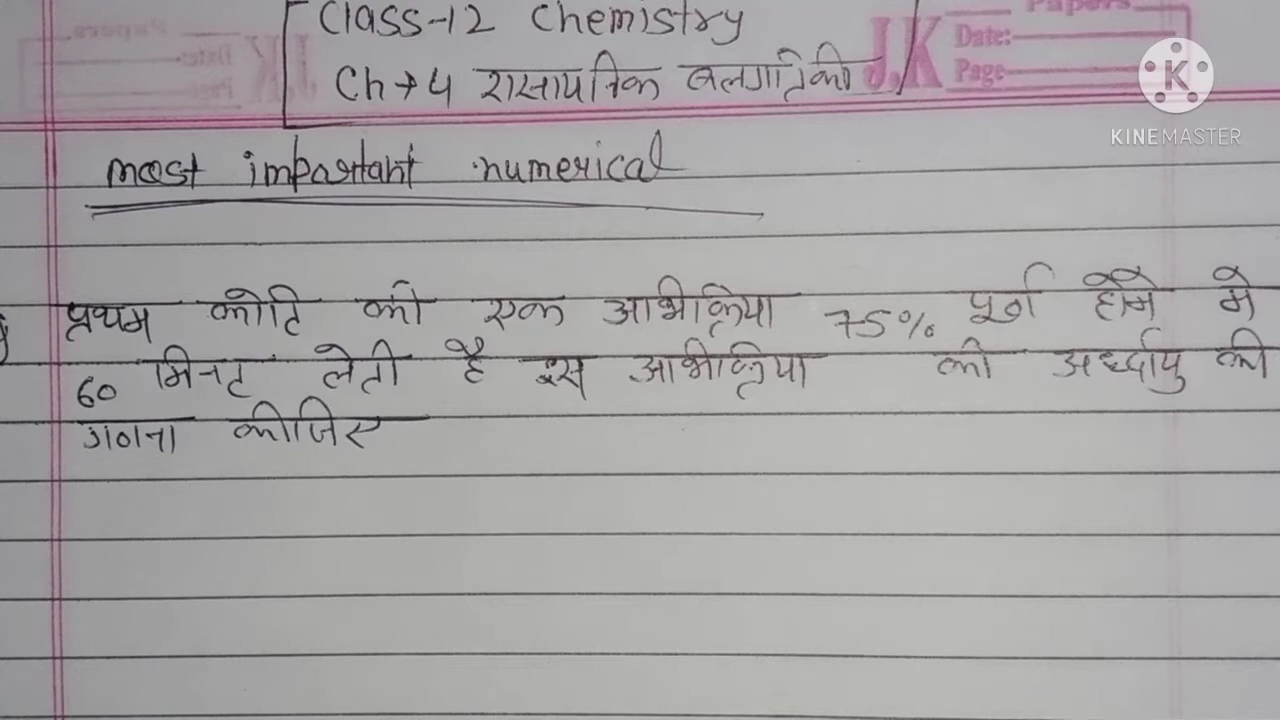 Class-12 Chemistry
Ch→4 रासायनिक बलगतिकी
J.K
Papers
Date:
Page
KINEMASTER
most important numerical
प्रथम कोटि की एक अभिक्रिया 75% पूर्ण होने मे
60 मिनट लेती है इस अभिक्रिया की अर्ध्दायु की
गणना कीजिए